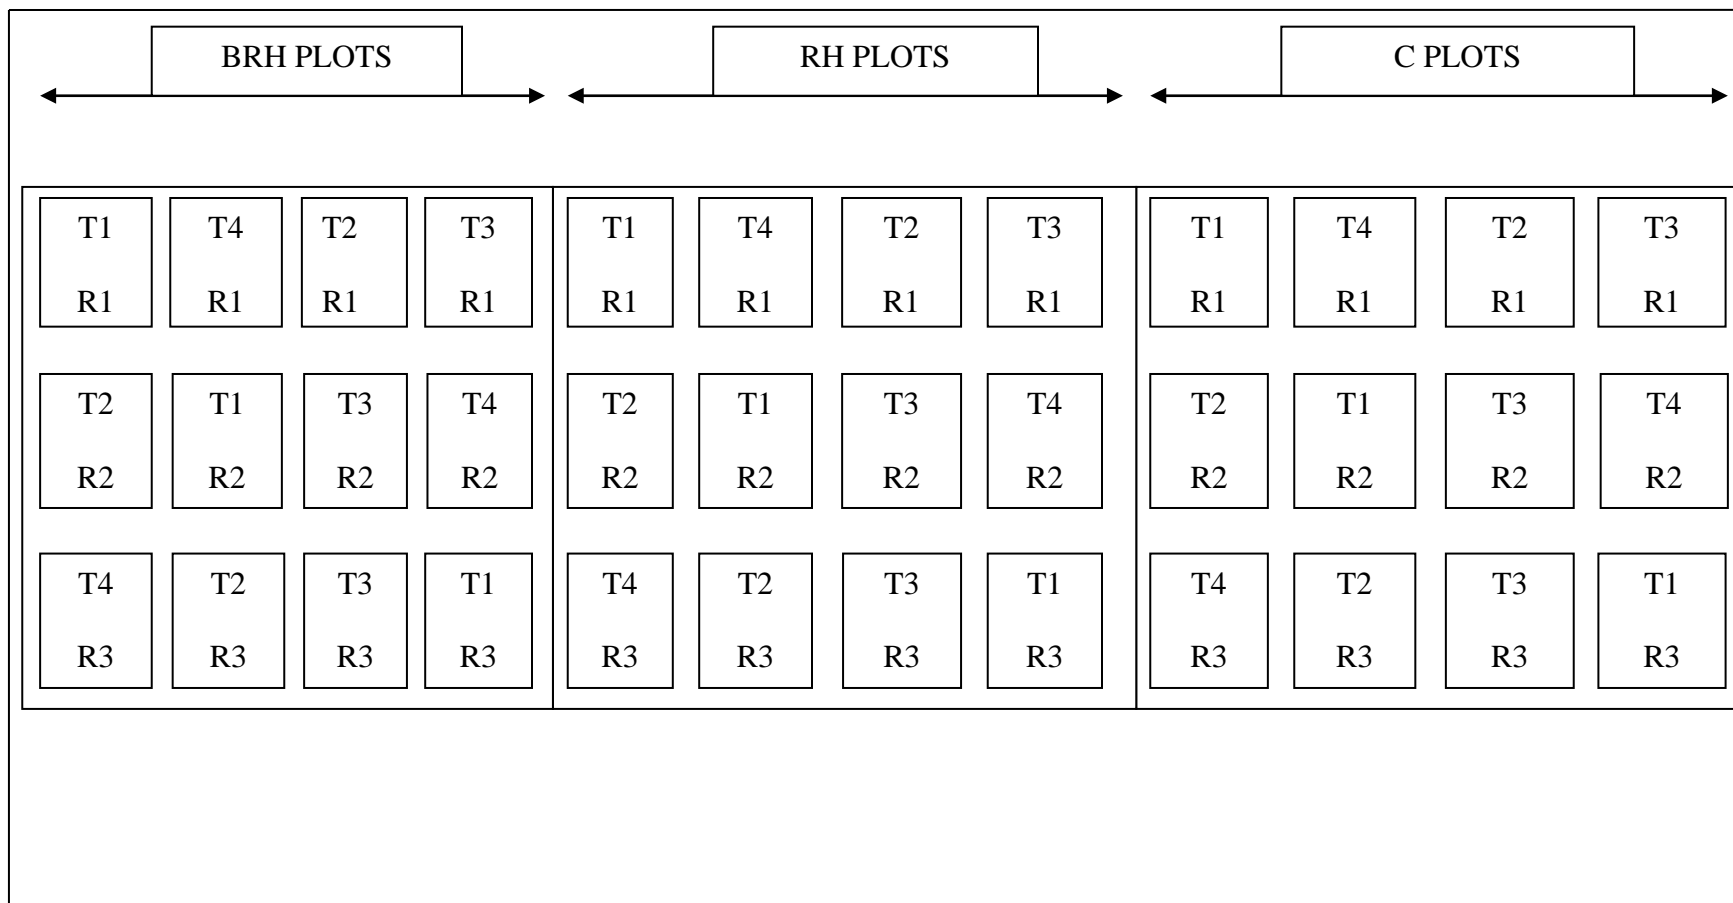 BRH PLOTS RH PLOTS C PLOTS
T1 T4 T2 T3 T1 T4 T2 T3 T1 T4 T2 T3
R1 R1 R1 R1 R1 R1 R1 R1 R1 R1 R1 R1
T2 T1 T3 T4 T2 T1 T3 T4 T2 T1 T3 T4
R2 R2 R2 R2 R2 R2 R2 R2 R2 R2 R2 R2
T4 T2 T3 T1 T4 T2 T3 T1 T4 T2 T3 T1
R3 R3 R3 R3 R3 R3 R3 R3 R3 R3 R3 R3